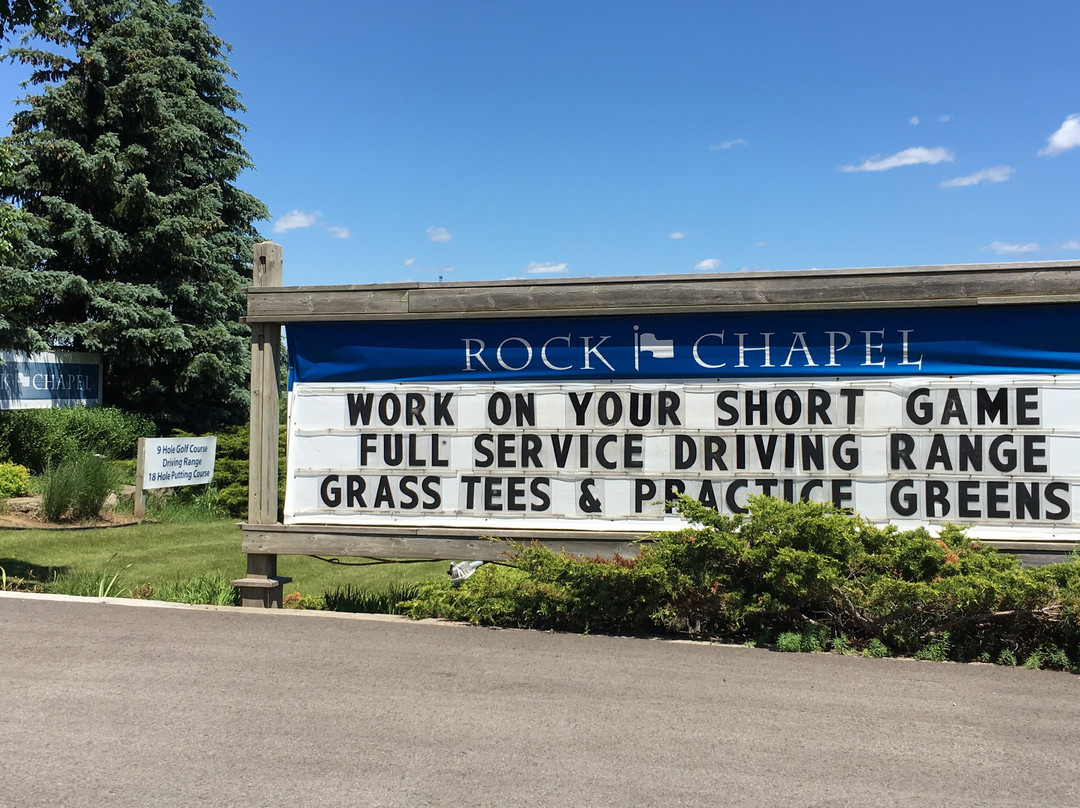 ROCK CHAPEL
WORK ON YOUR SHORT GAME
FULL SERVICE DRIVING RANGE
GRASS TEES & PRACTICE GREENS
K CHAPEL
9 Hole Golf Course
Driving Range
18 Hole Putting Course